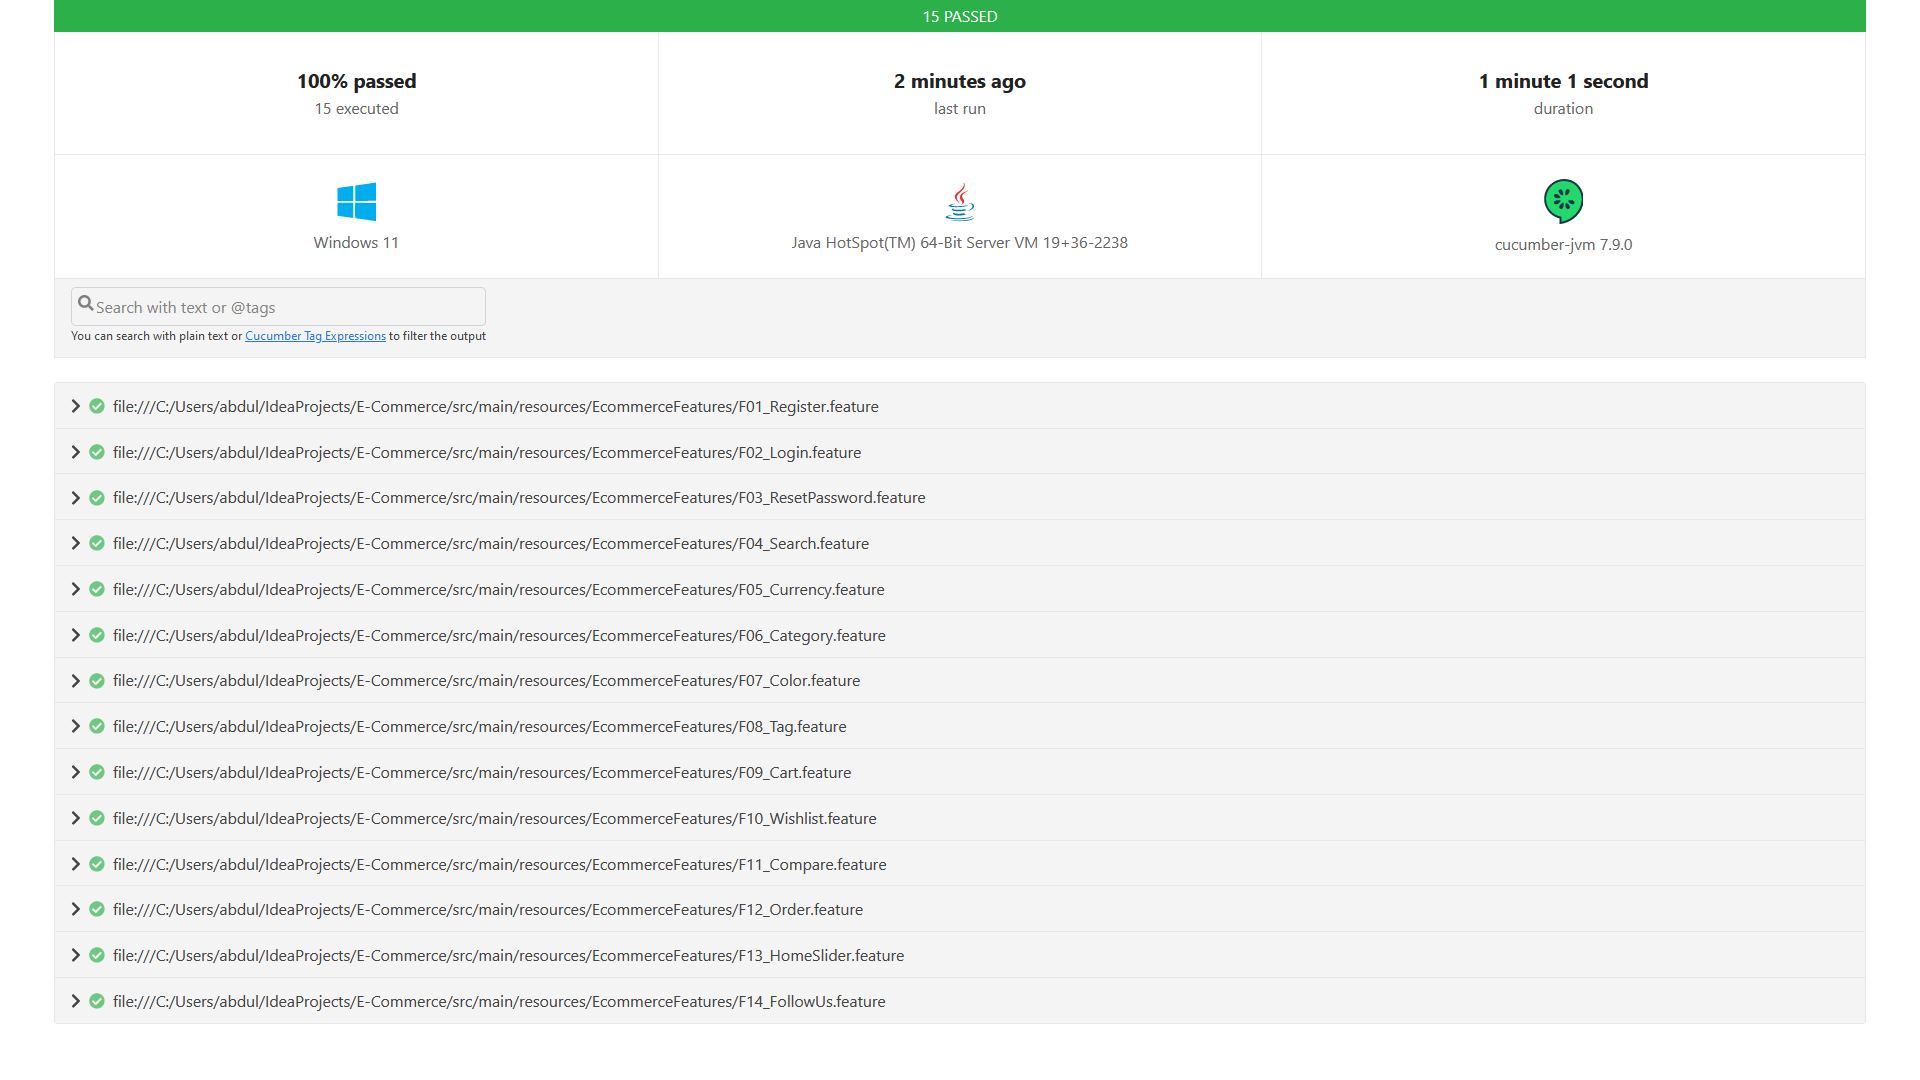 15 PASSED
100% passed
15 executed
2 minutes ago
last run
1 minute 1 second
duration
Windows 11
Java HotSpot(TM) 64-Bit Server VM 19+36-2238
cucumber-jvm 7.9.0
Search with text or @tags
You can search with plain text or Cucumber Tag Expressions to filter the output
file:///C:/Users/abdul/IdeaProjects/E-Commerce/src/main/resources/EcommerceFeatures/F01_Register.feature
file:///C:/Users/abdul/IdeaProjects/E-Commerce/src/main/resources/EcommerceFeatures/F02_Login.feature
file:///C:/Users/abdul/IdeaProjects/E-Commerce/src/main/resources/EcommerceFeatures/F03_ResetPassword.feature
file:///C:/Users/abdul/IdeaProjects/E-Commerce/src/main/resources/EcommerceFeatures/F04_Search.feature
file:///C:/Users/abdul/IdeaProjects/E-Commerce/src/main/resources/EcommerceFeatures/F05_Currency.feature
file:///C:/Users/abdul/IdeaProjects/E-Commerce/src/main/resources/EcommerceFeatures/F06_Category.feature
file:///C:/Users/abdul/IdeaProjects/E-Commerce/src/main/resources/EcommerceFeatures/F07_Color.feature
file:///C:/Users/abdul/IdeaProjects/E-Commerce/src/main/resources/EcommerceFeatures/F08_Tag.feature
file:///C:/Users/abdul/IdeaProjects/E-Commerce/src/main/resources/EcommerceFeatures/F09_Cart.feature
file:///C:/Users/abdul/IdeaProjects/E-Commerce/src/main/resources/EcommerceFeatures/F10_Wishlist.feature
file:///C:/Users/abdul/IdeaProjects/E-Commerce/src/main/resources/EcommerceFeatures/F11_Compare.feature
file:///C:/Users/abdul/IdeaProjects/E-Commerce/src/main/resources/EcommerceFeatures/F12_Order.feature
file:///C:/Users/abdul/IdeaProjects/E-Commerce/src/main/resources/EcommerceFeatures/F13_HomeSlider.feature
file:///C:/Users/abdul/IdeaProjects/E-Commerce/src/main/resources/EcommerceFeatures/F14_FollowUs.feature